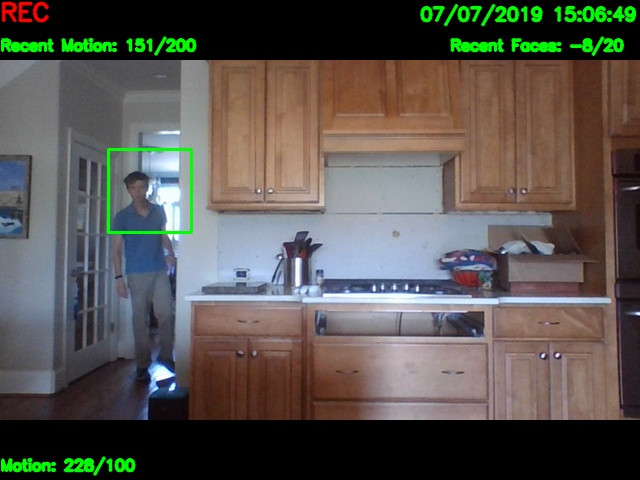 REC
07/07/2019 15:06:49
Recent Motion: 151/200
Recent Faces: -8/20
Motion: 228/100